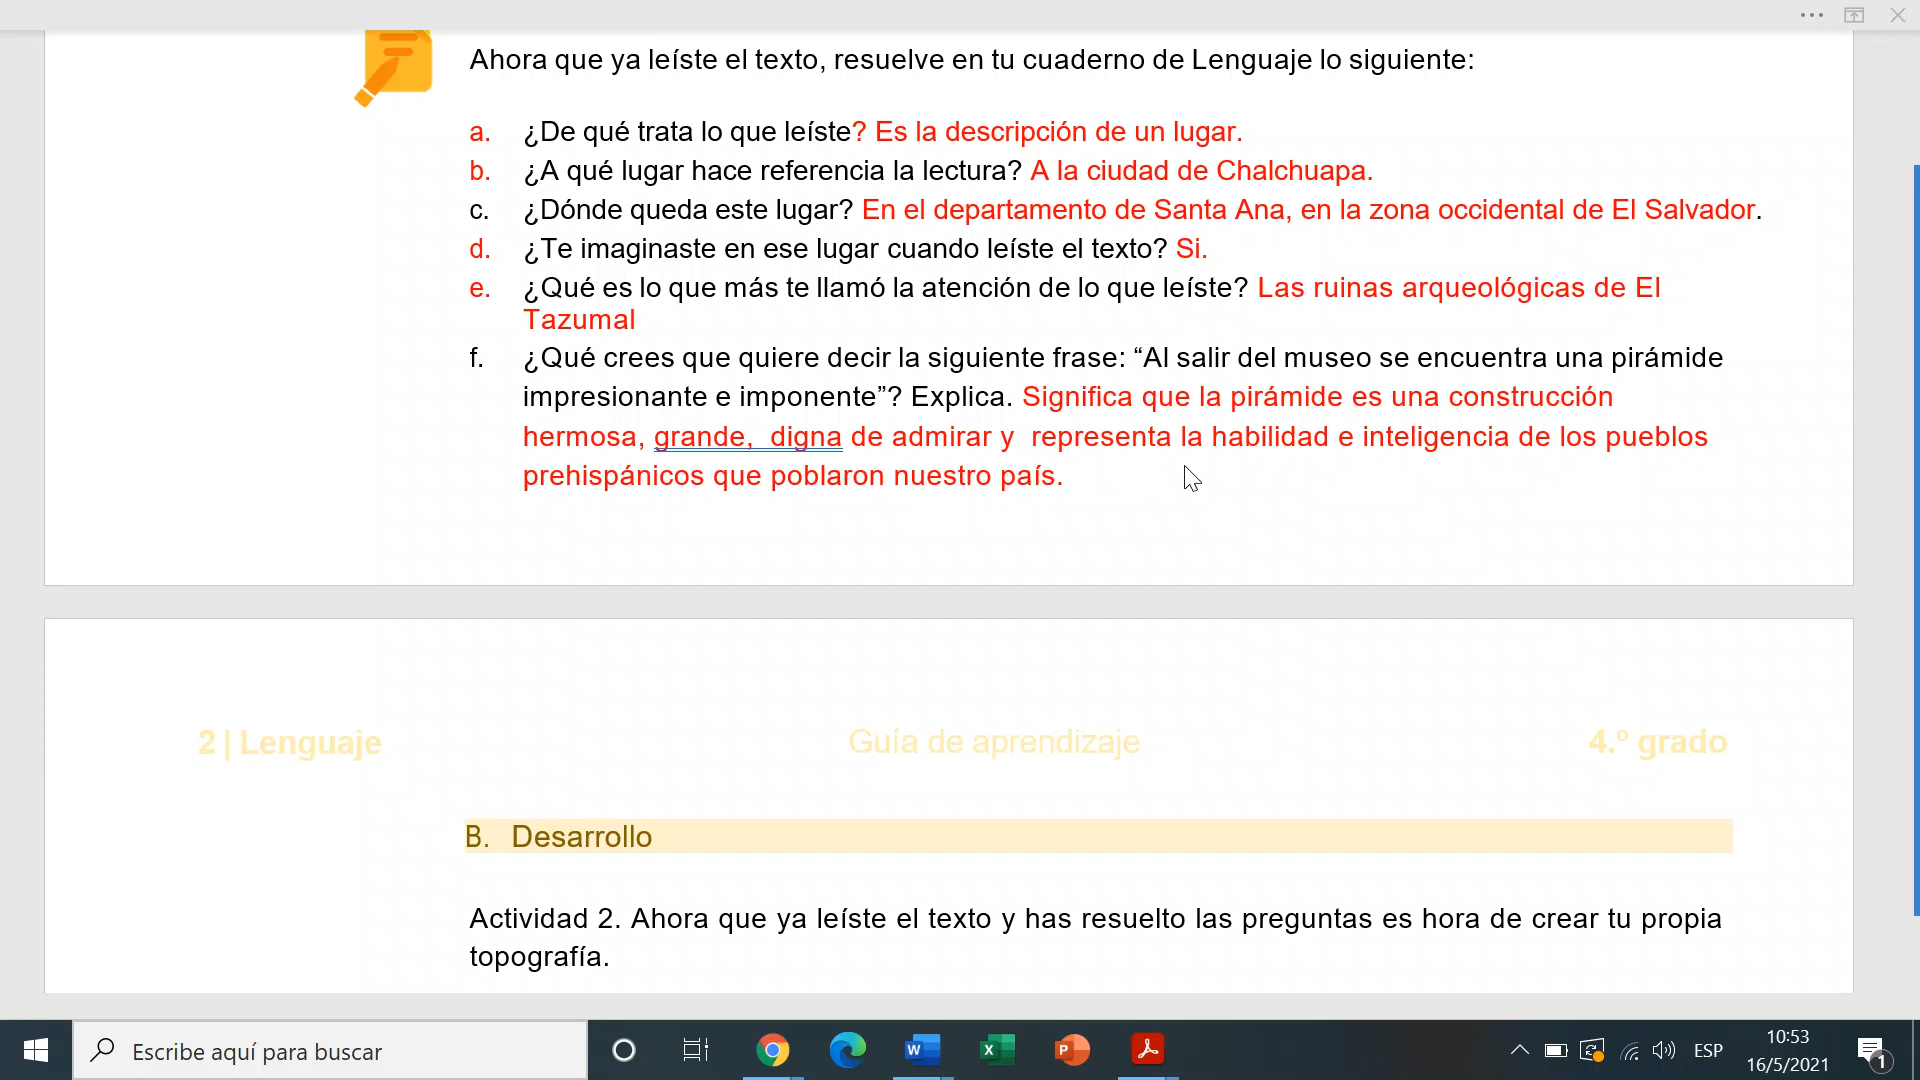 Ahora que ya leíste el texto, resuelve en tu cuaderno de Lenguaje lo siguiente:
a. ¿De qué trata lo que leíste? Es la descripción de un lugar.
b. ¿A qué lugar hace referencia la lectura? A la ciudad de Chalchuapa.
c. ¿Dónde queda este lugar? En el departamento de Santa Ana, en la zona occidental de El Salvador.
d. ¿Te imaginaste en ese lugar cuando leíste el texto? Si.
e. ¿Qué es lo que más te llamó la atención de lo que leíste? Las ruinas arqueológicas de El
Tazumal
f. ¿Qué crees que quiere decir la siguiente frase: “Al salir del museo se encuentra una pirámide
impresionante e imponente”? Explica. Significa que la pirámide es una construcción
hermosa, grande, digna de admirar y representa la habilidad e inteligencia de los pueblos
prehispánicos que poblaron nuestro país.
2 | Lenguaje Guía de aprendizaje 4.º grado
B. Desarrollo
Actividad 2. Ahora que ya leíste el texto y has resuelto las preguntas es hora de crear tu propia
topografía.
Escribe aquí para buscar
W
X
P
ESP
10:53
16/5/2021
1